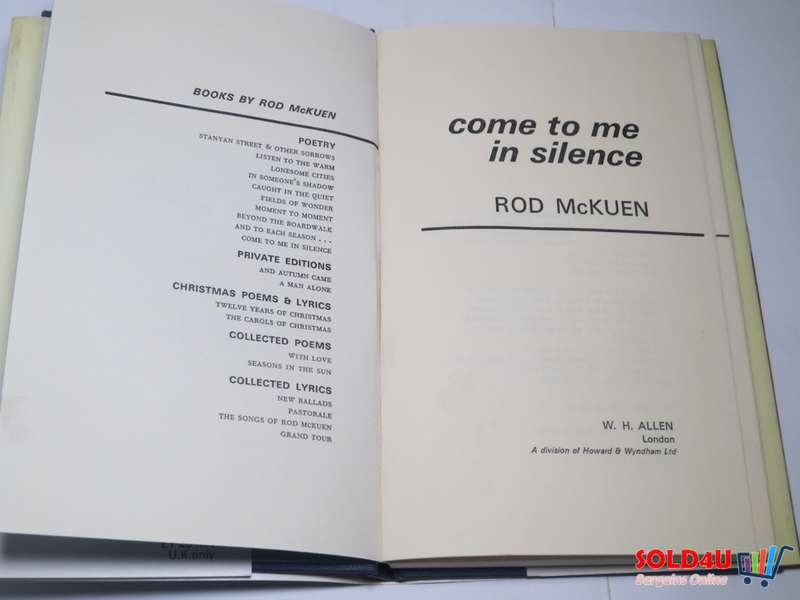 BOOKS BY ROD McKUEN
POETRY
STANYAN STREET & OTHER SORROWS
LISTEN TO THE WARM
LONESOME CITIES
IN SOMEONE'S SHADOW
CAUGHT IN THE QUIET
FIELDS OF WONDER
MOMENT TO MOMENT
BEYOND THE BOARDWALK
AND TO EACH SEASON . . .
COME TO ME IN SILENCE
PRIVATE EDITIONS
AND AUTUMN CAME
A MAN ALONE
CHRISTMAS POEMS & LYRICS
TWELVE YEARS OF CHRISTMAS
THE CAROLS OF CHRISTMAS
COLLECTED POEMS
WITH LOVE
SEASONS IN THE SUN
COLLECTED LYRICS
NEW BALLADS
PASTORALE
THE SONGS OF ROD MCKUEN
GRAND TOUR
come to me
in silence
ROD McKUEN
W. H. ALLEN
London
A division of Howard & Wyndham Ltd
U.K. only
SOLD4U
Bargains Online